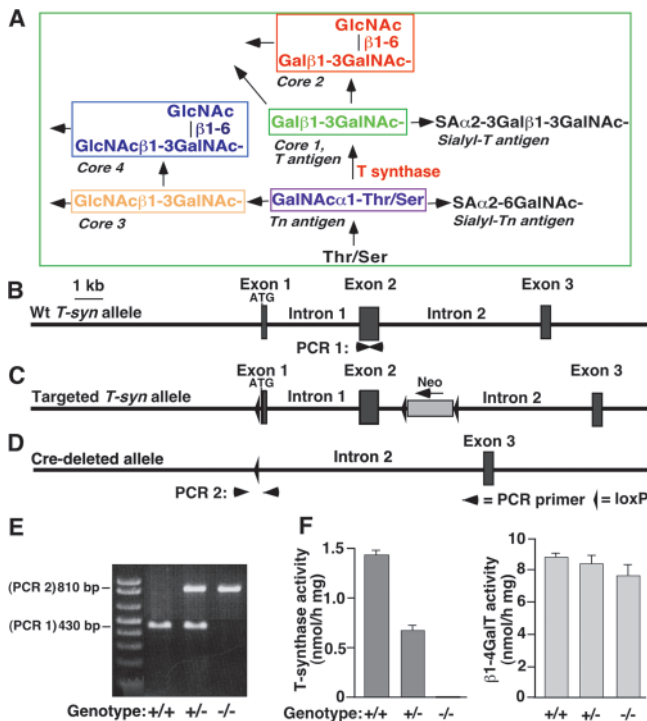 A
GlcNAc
|β1-6
Galβ1-3GalNAc-
Core 2
GlcNAc
|β1-6
GlcNAcβ1-3GalNAc-
Core 4
Galβ1-3GalNAc-
Core 1,
T antigen
SAα2-3Galβ1-3GalNAc-
Sialyl-T antigen
T synthase
GlcNAcβ1-3GalNAc-
Core 3
GalNAcα1-Thr/Ser
Tn antigen
SAα2-6GalNAc-
Sialyl-Tn antigen
Thr/Ser
B
1 kb
Exon 1
ATG
Exon 2
Exon 3
Wt T-syn allele
Intron 1
Intron 2
PCR 1:
C
Exon 1
ATG
Exon 2
Neo
Exon 3
Targeted T-syn allele
Intron 1
Intron 2
D
Exon 3
Cre-deleted allele
Intron 2
PCR 2:
= PCR primer
= loxP
E
(PCR 2)810 bp
(PCR 1)430 bp
Genotype:+/+ +/- -/-
F
T-synthase activity
(nmol/h mg)
1.5
1.0
0.5
0
Genotype: +/+ +/- -/-
β1-4GalT activity
(nmol/h mg)
10
8
6
4
2
0
+/+ +/- -/-